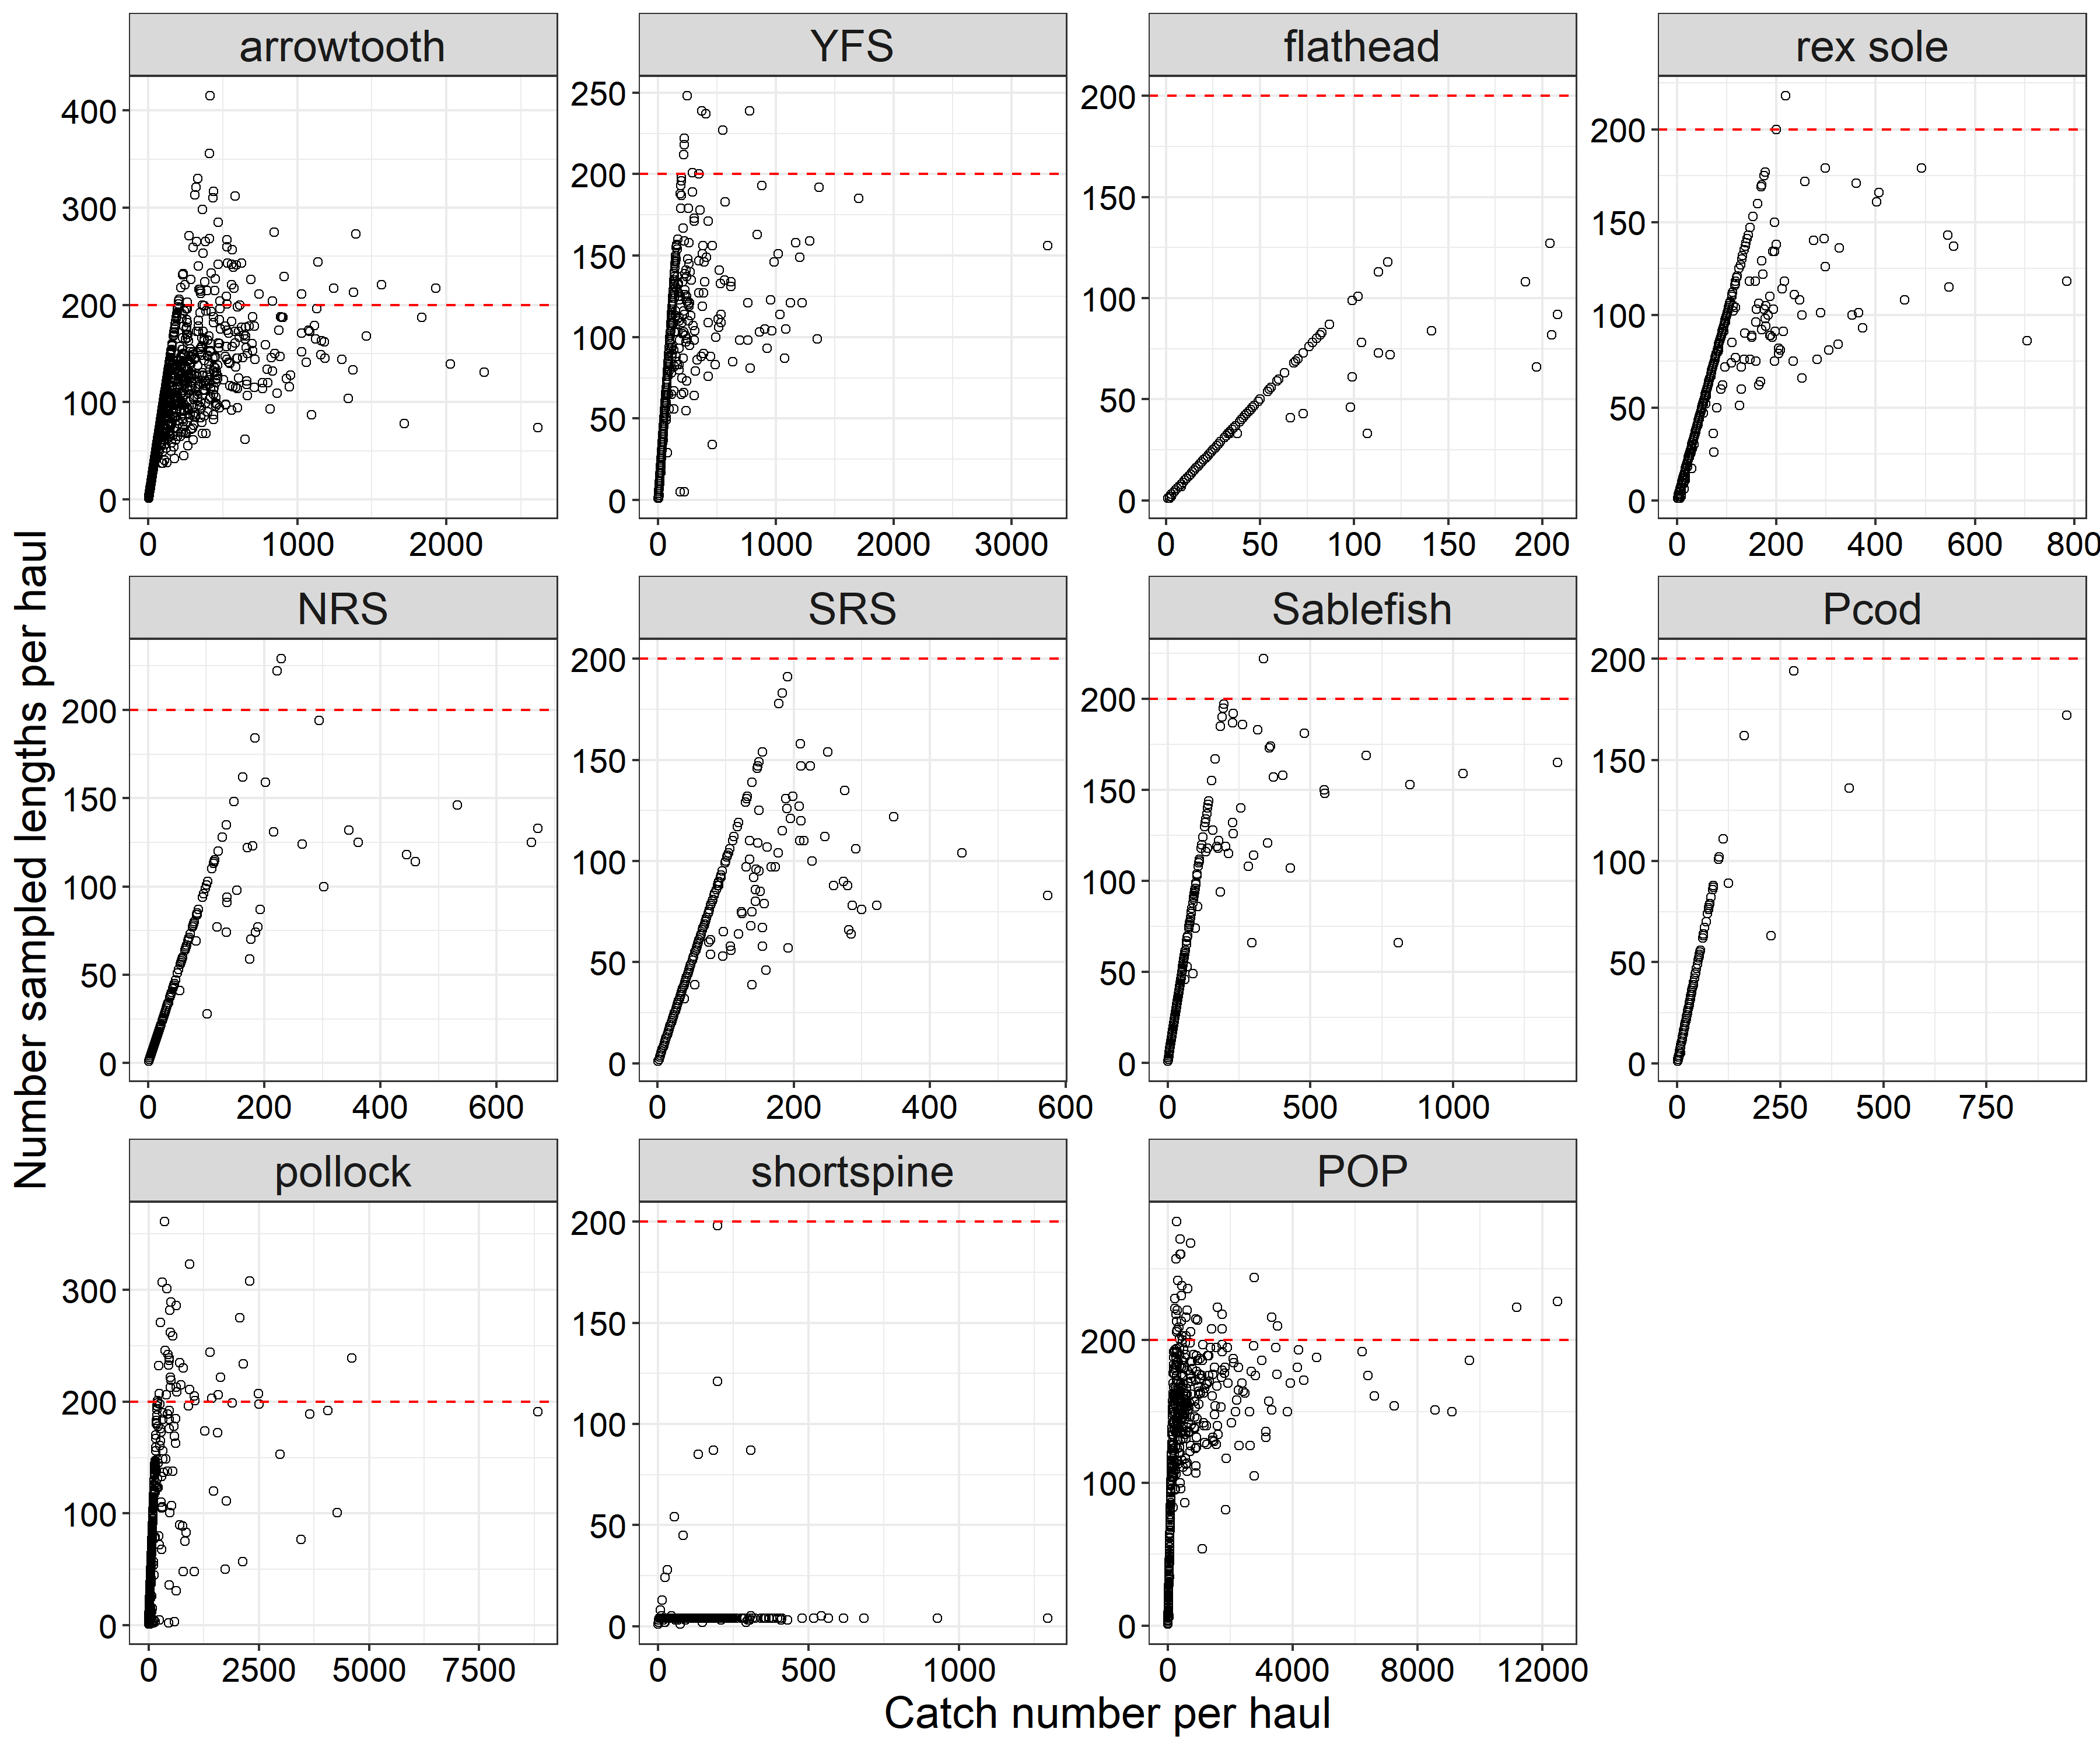 arrowtooth YFS flathead rex sole
400 300 200 100 0
250 200 150 100 50 0
200 150 100 50 0
200 150 100 50 0
0 1000 2000
0 1000 2000 3000
0 50 100 150 200
0 200 400 600 800
NRS SRS Sablefish Pcod
200 150 100 50 0
200 150 100 50 0
200 150 100 50 0
200 150 100 50 0
0 200 400 600
0 200 400 600
0 500 1000
0 250 500 750
pollock shortspine POP
300 200 100 0
200 150 100 50 0
200 100 0
0 2500 5000 7500
0 500 1000
0 4000 8000 12000
Number sampled lengths per haul
Catch number per haul